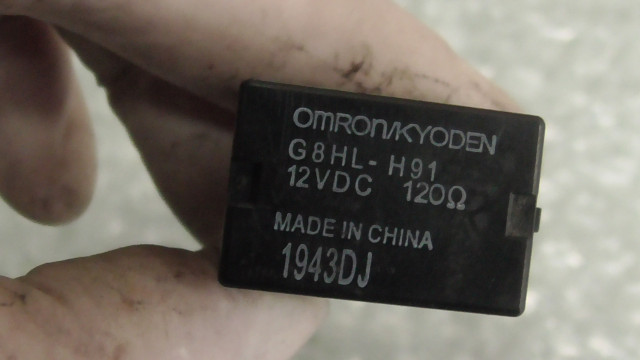 OMRON/KYODEN
G8HL-H91
12VDC 120Ω
MADE IN CHINA
1943DJ